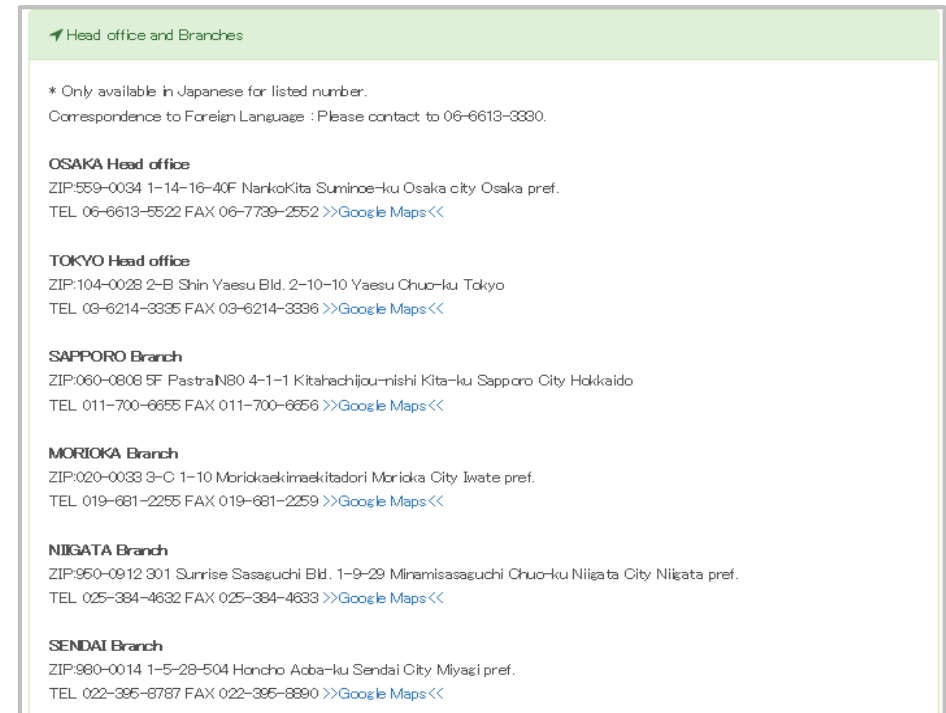 Head office and Branches
* Only available in Japanese for listed number.
Correspondence to Foreign Language : Please contact to 06-6613-3330.
OSAKA Head office
ZIP:559-0034 1-14-16-40F NankoKita Suminoe-ku Osaka city Osaka pref.
TEL 06-6613-5522 FAX 06-7739-2552 >>Google Maps<<
TOKYO Head office
ZIP:104-0028 2-B Shin Yaesu Bld. 2-10-10 Yaesu Chuo-ku Tokyo
TEL 03-6214-3335 FAX 03-6214-3336 >>Google Maps<<
SAPPORO Branch
ZIP:060-0808 5F PastralN80 4-1-1 Kitahachijou-nishi Kita-ku Sapporo City Hokkaido
TEL 011-700-6655 FAX 011-700-6656 >>Google Maps<<
MORIOKA Branch
ZIP:020-0033 3-C 1-10 Moriokaekimaekitadori Morioka City Iwate pref.
TEL 019-681-2255 FAX 019-681-2259 >>Google Maps<<
NIIGATA Branch
ZIP:950-0912 301 Sunrise Sasaguchi Bld. 1-9-29 Minamisasaguchi Chuo-ku Niigata City Niigata pref.
TEL 025-384-4632 FAX 025-384-4633 >>Google Maps<<
SENDAI Branch
ZIP:980-0014 1-5-28-504 Honcho Aoba-ku Sendai City Miyagi pref.
TEL 022-395-8787 FAX 022-395-8890 >>Google Maps<<